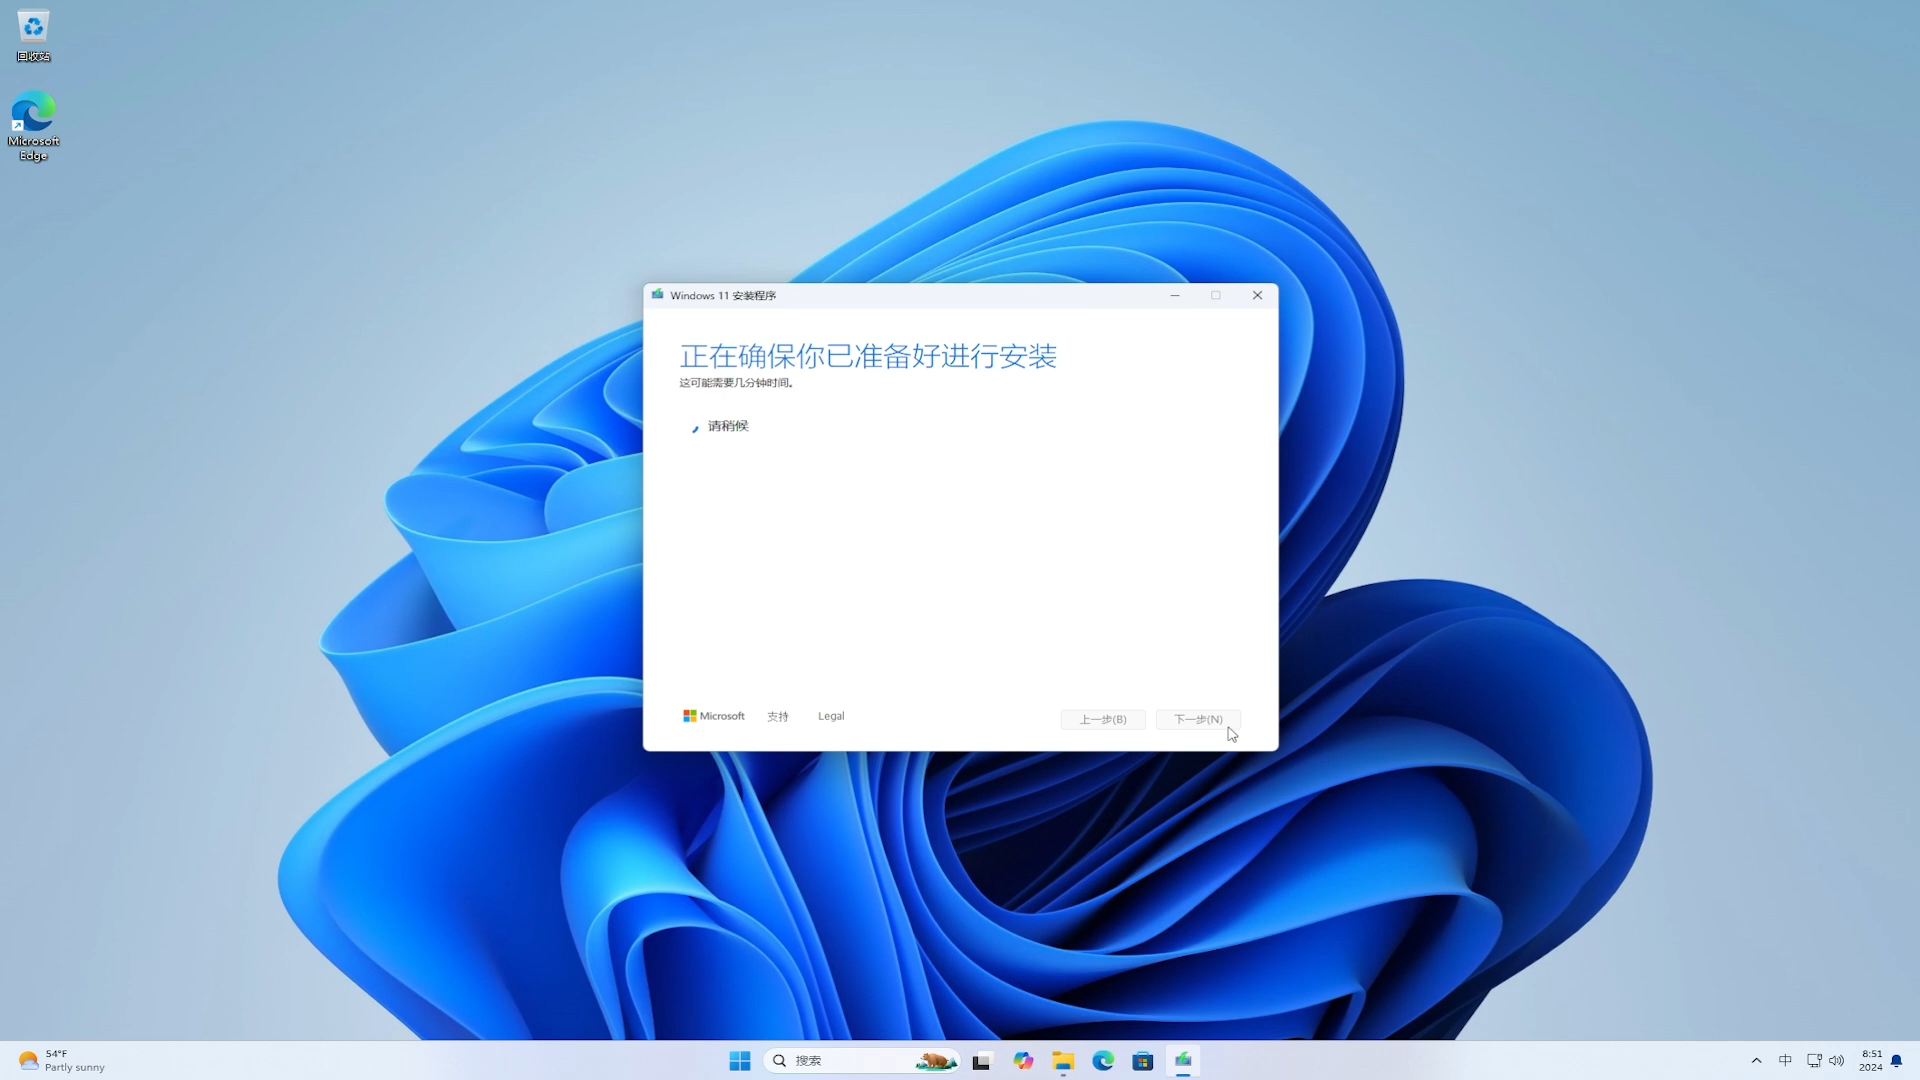 回收站
Microsoft
Edge
Windows 11 安装程序
正在确保你已准备好进行安装
这可能需要几分钟时间。
请稍候
Microsoft
支持
Legal
上一步(B)
下一步(N)
54°F
Partly sunny
搜索
中
8:51
2024